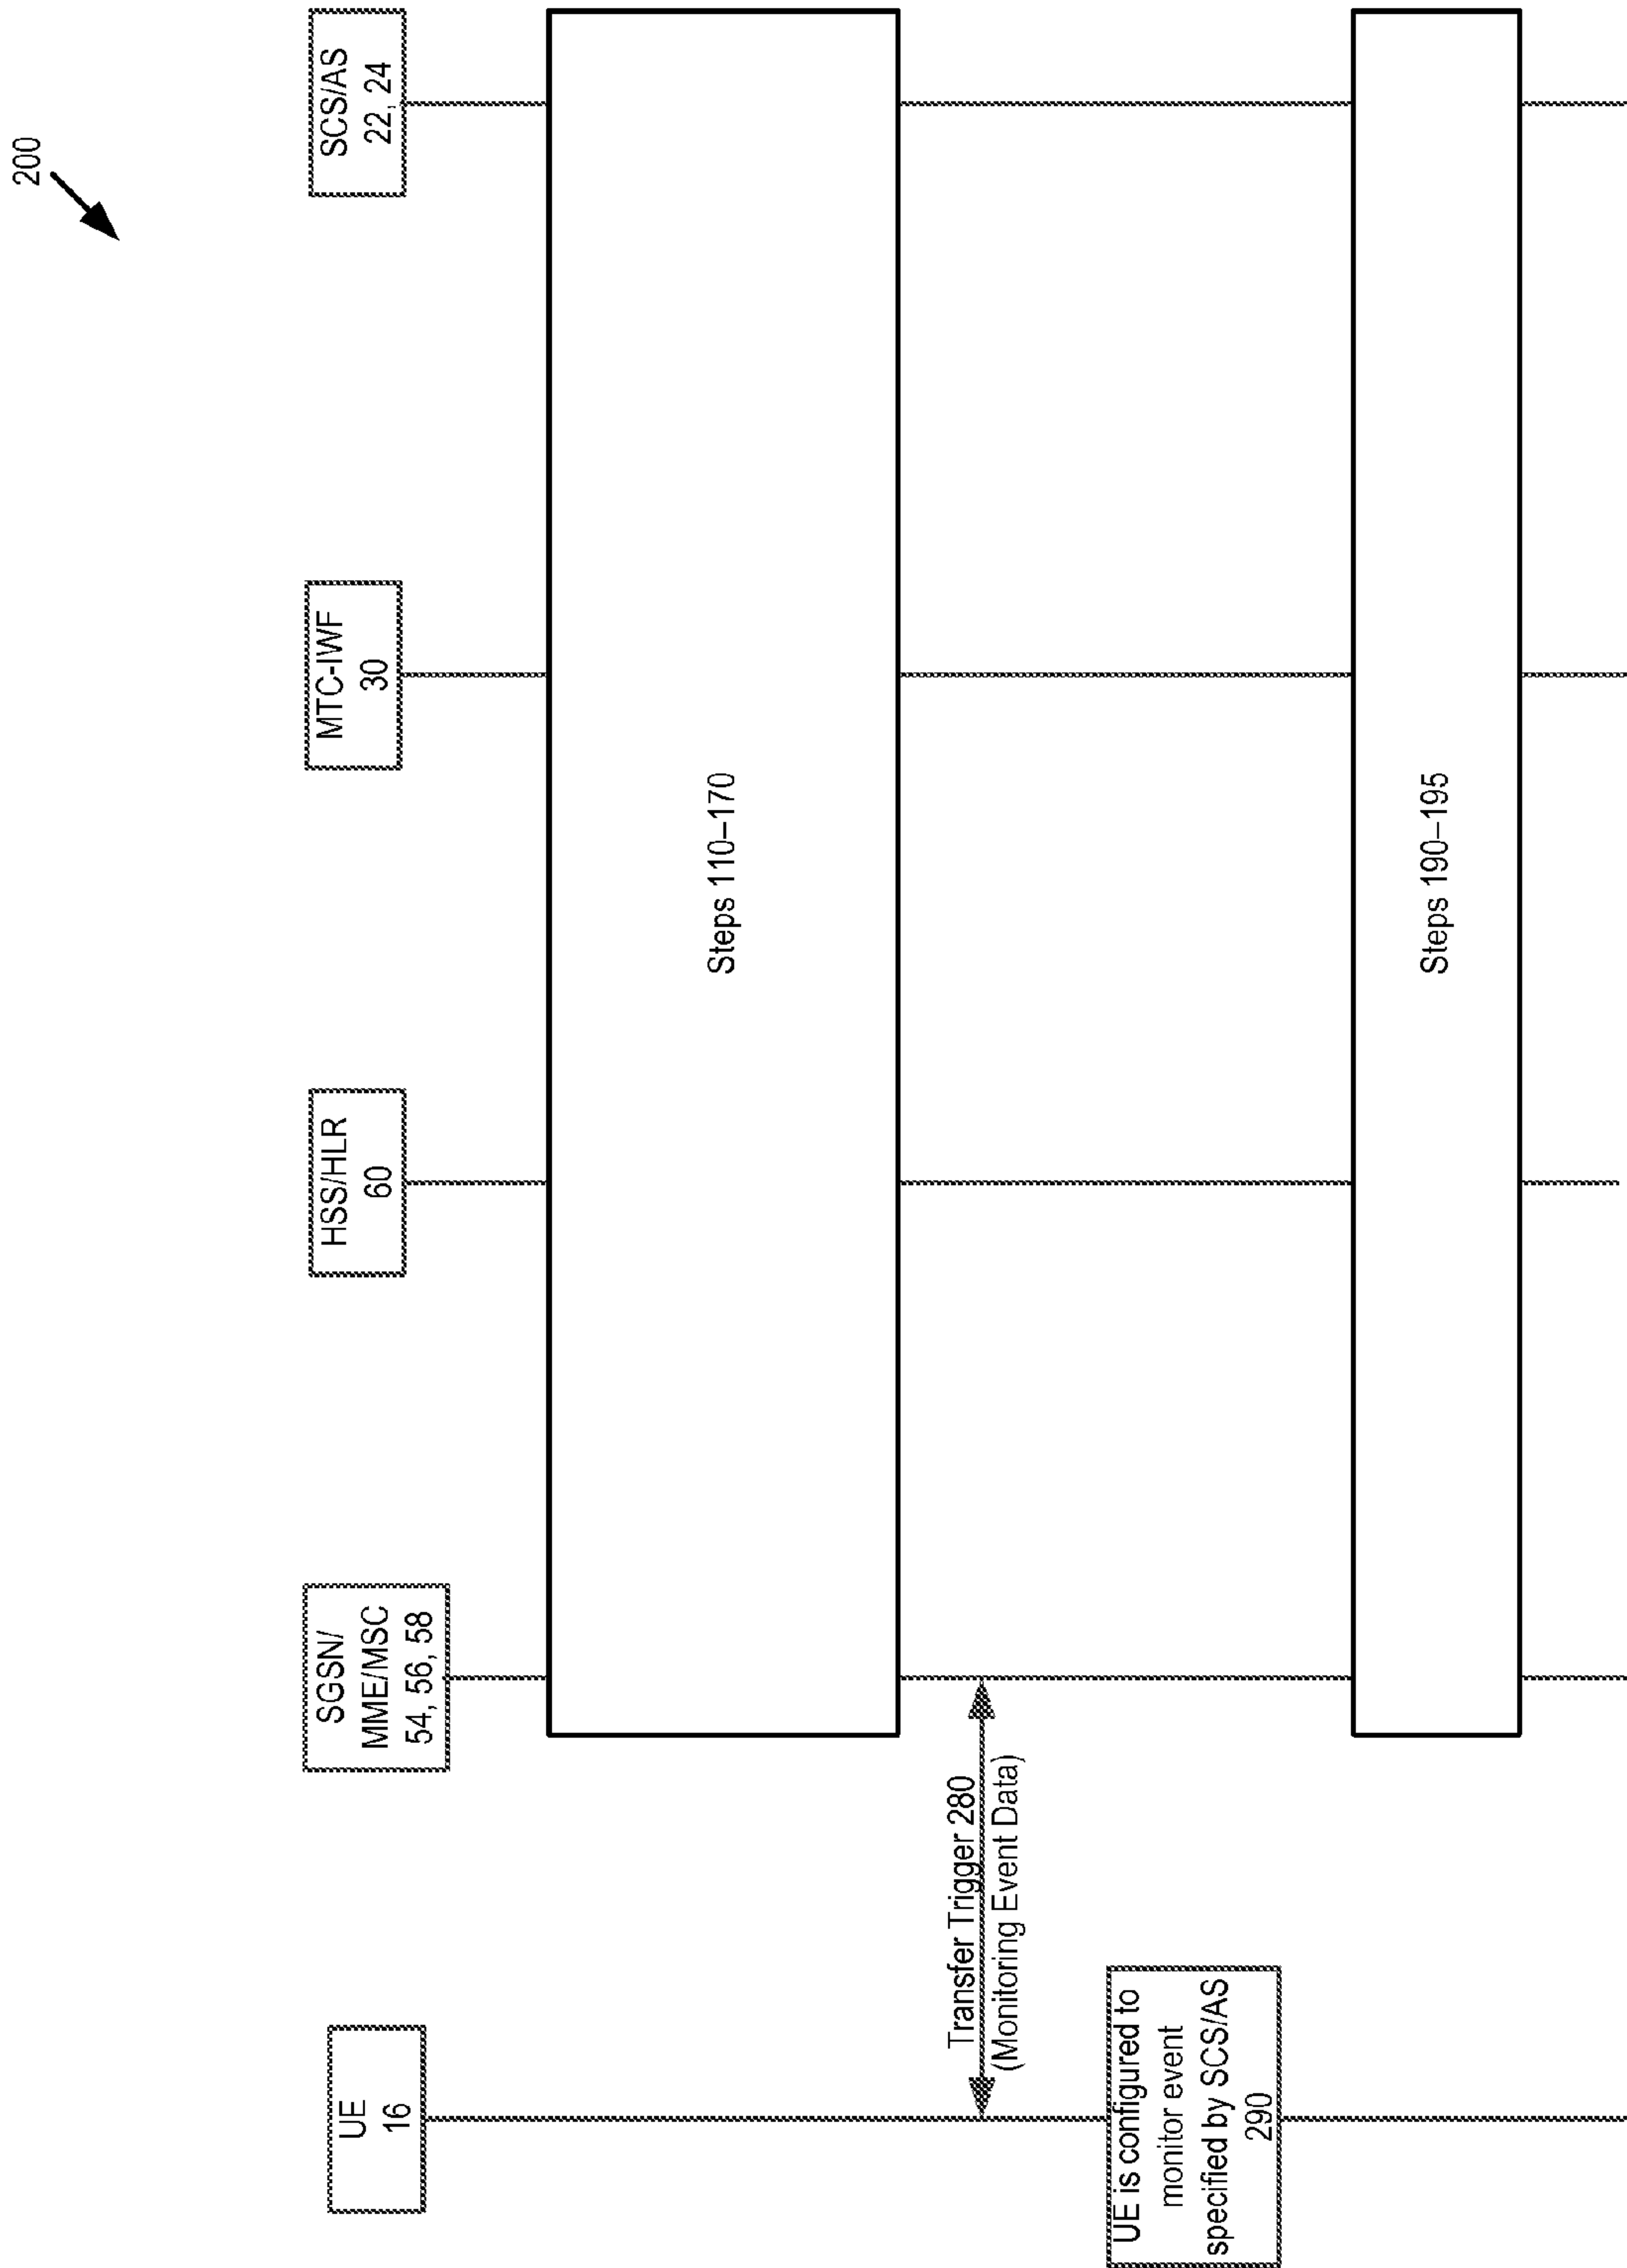 200
UE
16
SGSN/
MME/MSC
54, 56, 58
HSS/HLR
60
MTC-IWF
30
SCS/AS
22, 24
Steps 110–170
Transfer Trigger 280
(Monitoring Event Data)
UE is configured to
monitor event
specified by SCS/AS
290
Steps 190–195